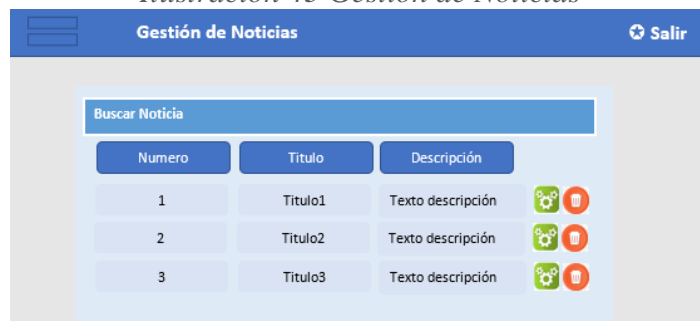 Ilustración 45 Gestión de Noticias
Gestión de Noticias
Salir
Buscar Noticia
Numero Titulo Descripción
1 Titulo1 Texto descripción
2 Titulo2 Texto descripción
3 Titulo3 Texto descripción